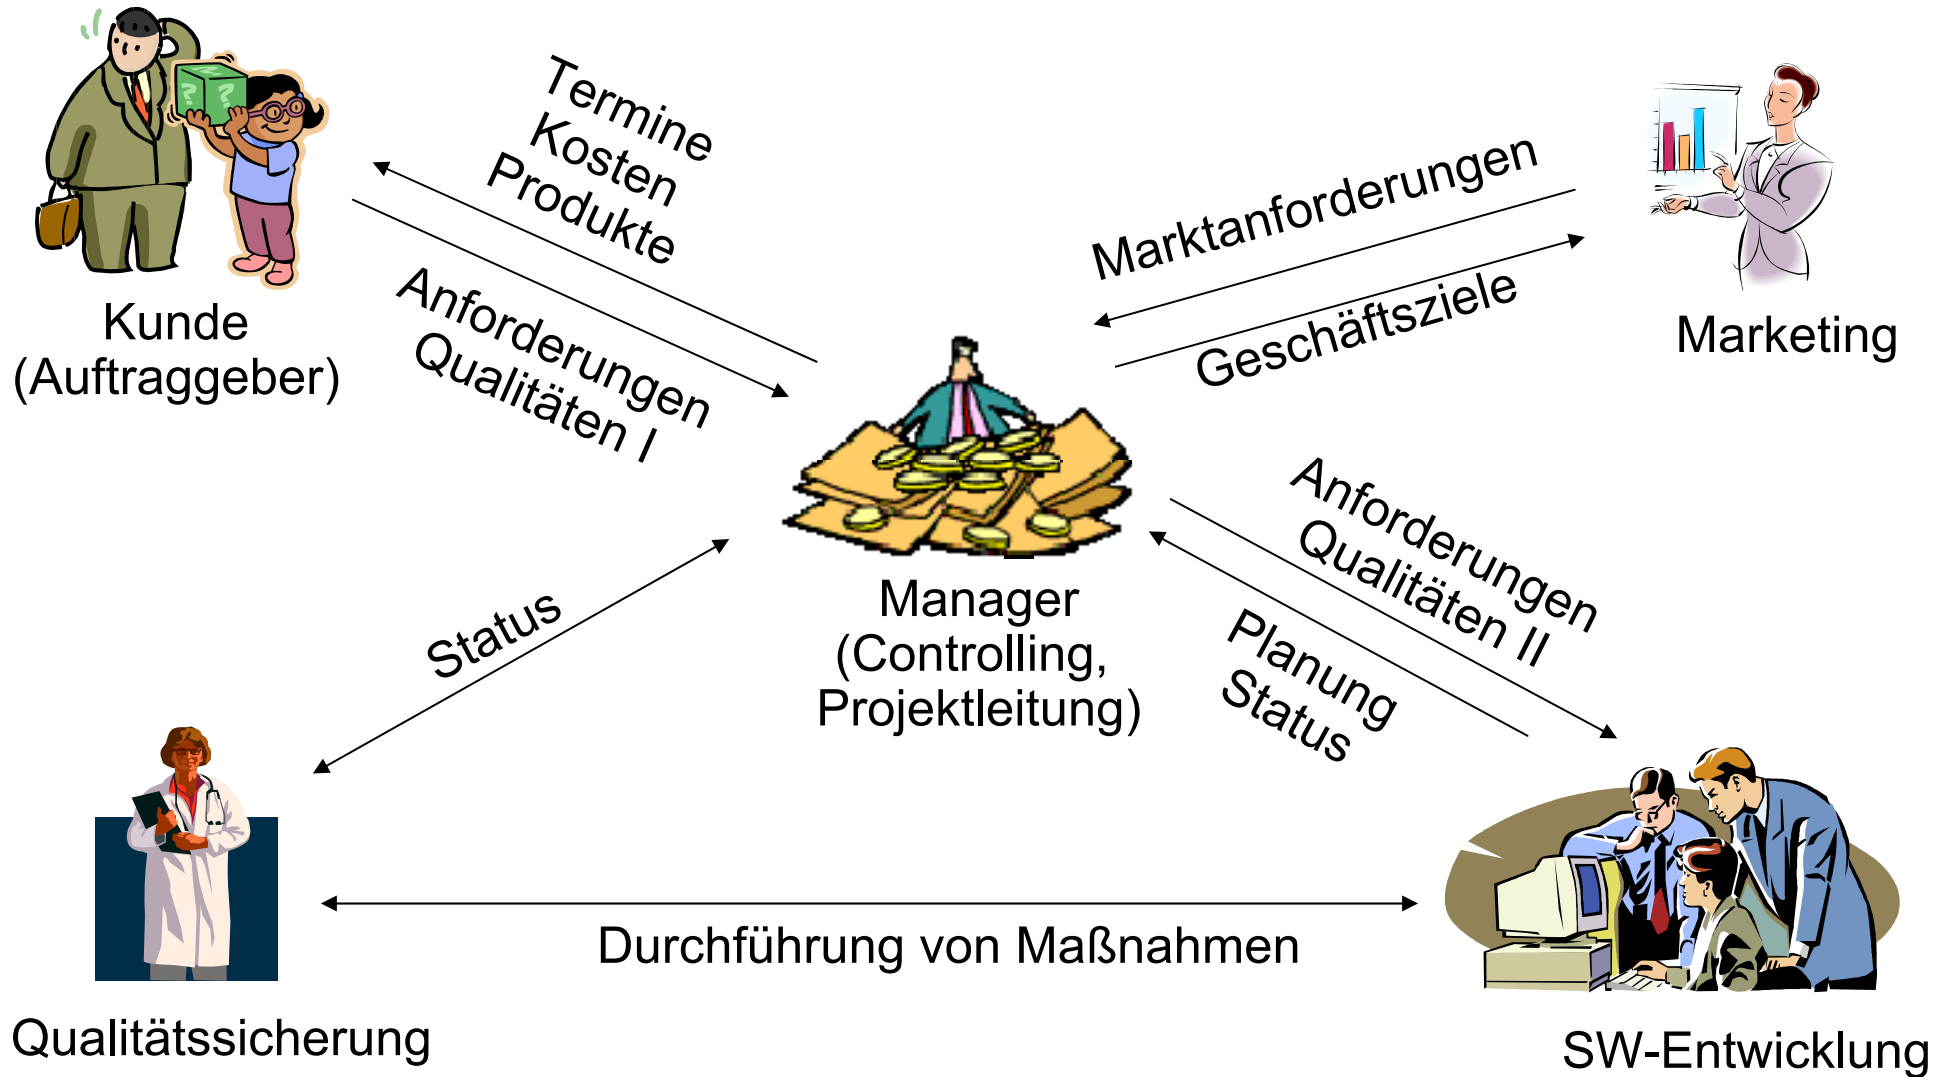 Termine
Kosten
Produkte
Anforderungen
Qualitäten I
Kunde
(Auftraggeber)
Marktanforderungen
Geschäftsziele
Marketing
Manager
(Controlling,
Projektleitung)
Anforderungen
Qualitäten II
Planung
Status
Status
Durchführung von Maßnahmen
Qualitätssicherung
SW-Entwicklung